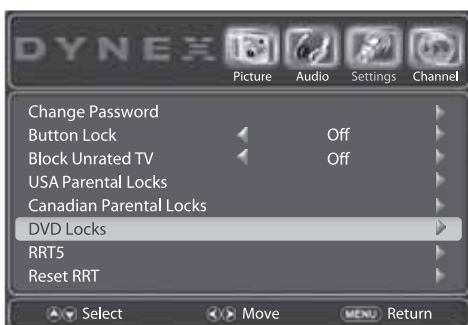 DYNEX
Picture Audio Settings Channel
Change Password
Button Lock Off
Block Unrated TV Off
USA Parental Locks
Canadian Parental Locks
DVD Locks
RRT5
Reset RRT
Select Move MENU Return